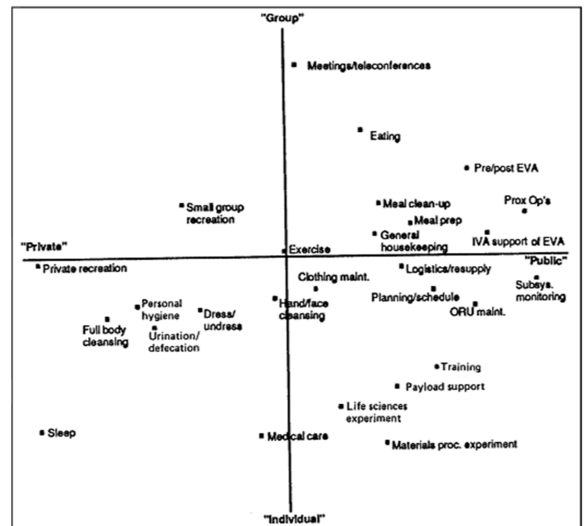 "Group"
Meetings/teleconferences
Eating
Pre/post EVA
Small group
recreation
Meal clean-up
Prox Op's
Meal prep
General
housekeeping
IVA support of EVA
"Private"
Exercise
"Public"
Private recreation
Logistics/resupply
Clothing maint.
Subsys.
monitoring
Planning/schedule
Personal
hygiene
Dress/
undress
Hand/face
cleansing
ORU maint.
Full body
cleansing
Urination/
defecation
Training
Payload support
Life sciences
experiment
Sleep
Medical care
Materials proc. experiment
"Individual"